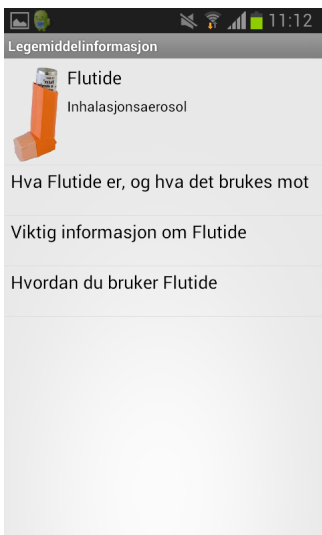 11:12
Legemiddelinformasjon
Flutide
Inhalasjonsaerosol
Hva Flutide er, og hva det brukes mot
Viktig informasjon om Flutide
Hvordan du bruker Flutide